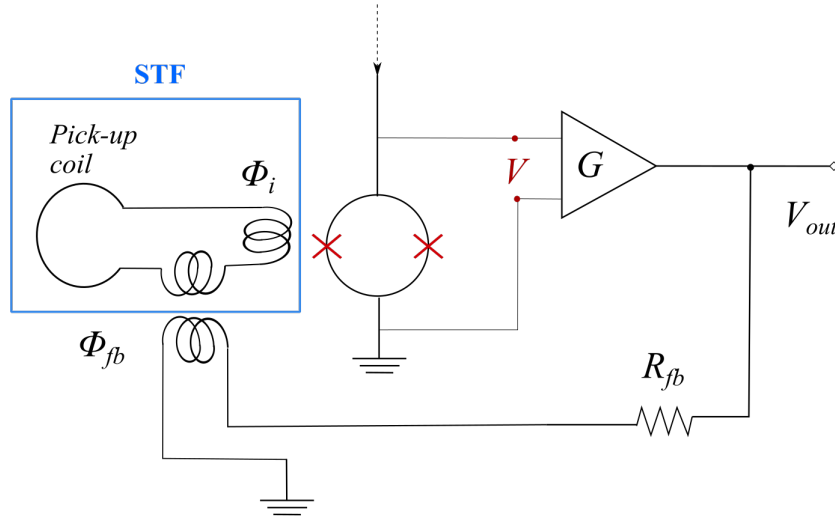 STF
Pick-up
coil
Φi
V
G
Vout
Φfb
Rfb